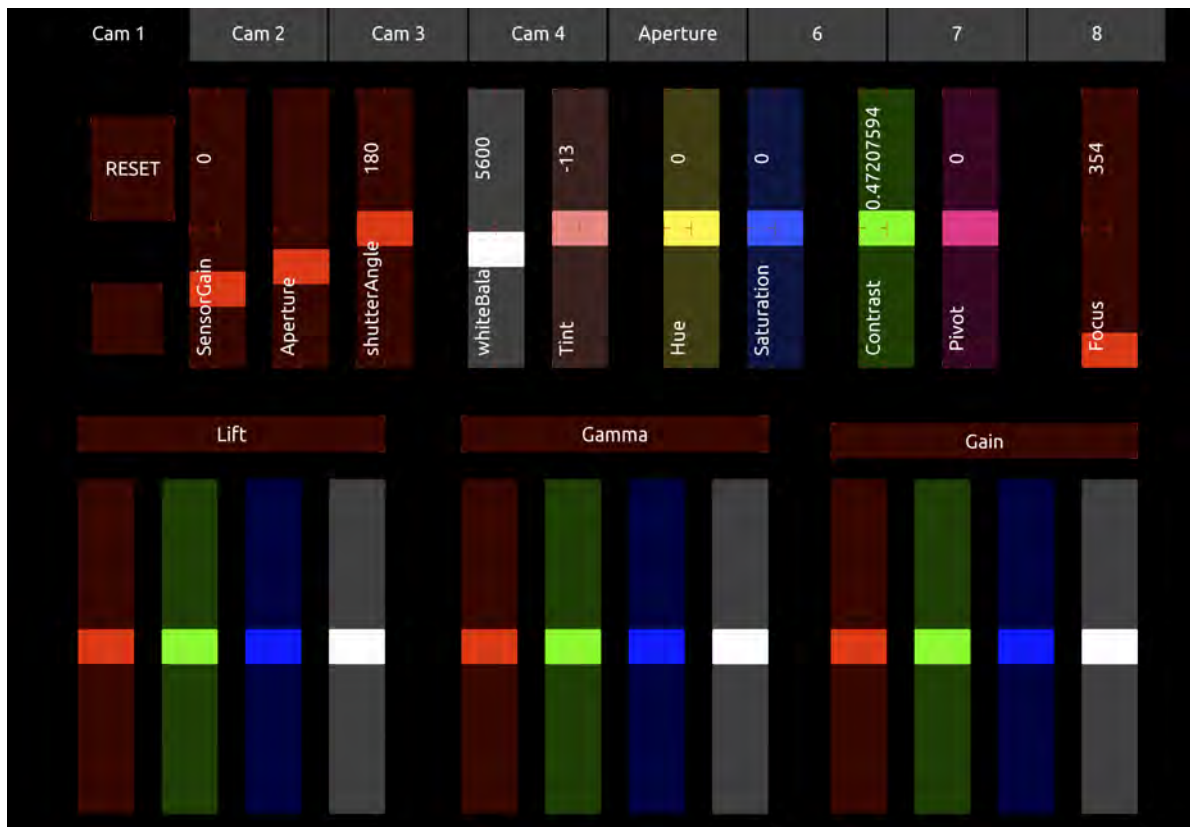 Cam 1
Cam 2
Cam 3
Cam 4
Aperture
6
7
8
RESET
0
180
5600
-13
0
0
0.47207594
0
354
SensorGain
Aperture
shutterAngle
whiteBala
Tint
Hue
Saturation
Contrast
Pivot
Focus
Lift
Gamma
Gain